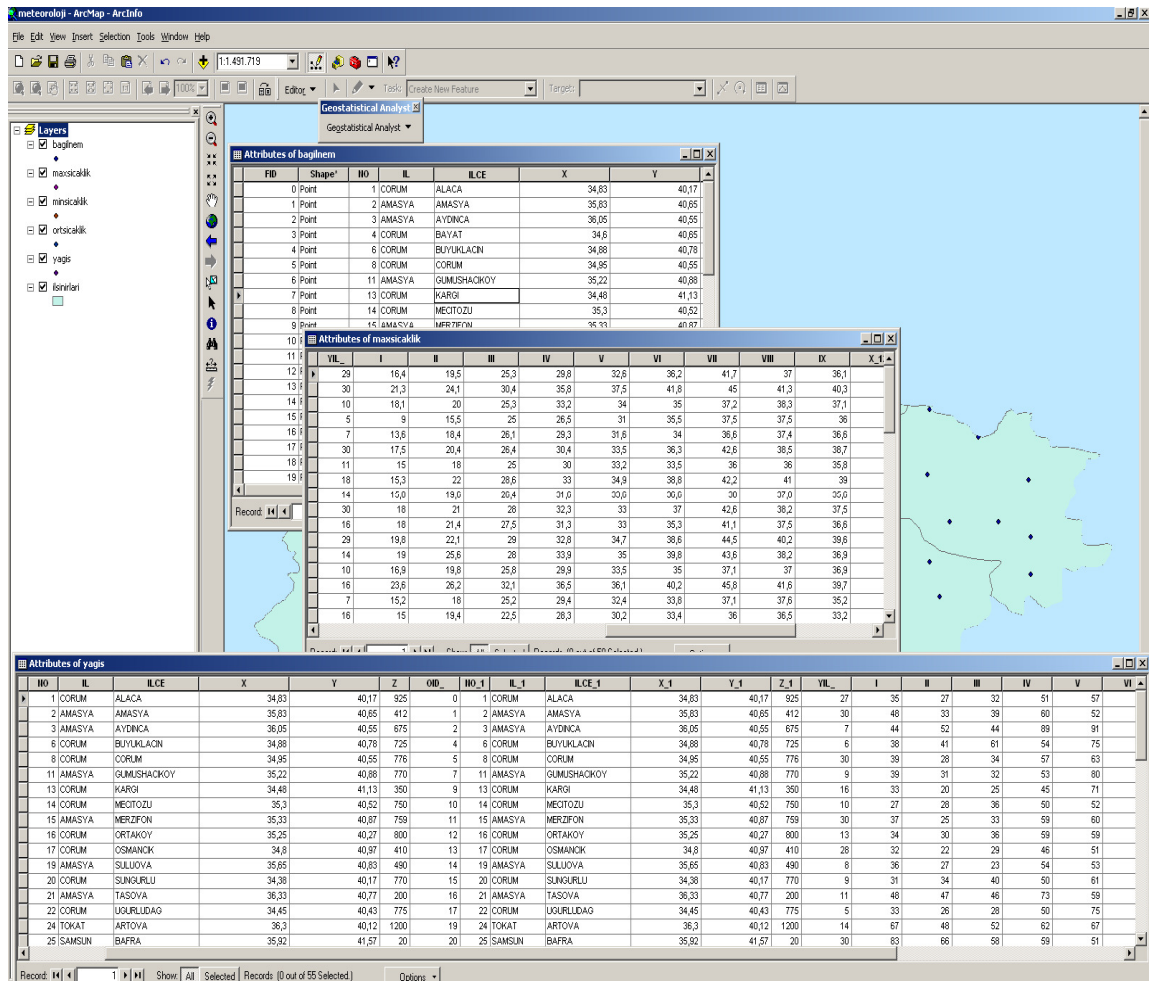 meteoroloji - ArcMap - ArcInfo
File Edit View Insert Selection Tools Window Help
1:1.491.719
100% Editor Task: Create New Feature Target:
Geostatistical Analyst
Geostatistical Analyst
Layers
bagilnem
maxsicaklik
minsicaklik
ortsicaklik
yagis
ilsinirlari
Attributes of bagilnem
FID Shape* NO IL ILCE X Y
0 Point 1 CORUM ALACA 34,83 40,17
1 Point 2 AMASYA AMASYA 35,83 40,65
2 Point 3 AMASYA AYDINCA 36,05 40,55
3 Point 4 CORUM BAYAT 34,6 40,65
4 Point 6 CORUM BUYUKLACIN 34,88 40,78
5 Point 8 CORUM CORUM 34,95 40,55
6 Point 11 AMASYA GUMUSHACIKOY 35,22 40,88
7 Point 13 CORUM KARGI 34,48 41,13
8 Point 14 CORUM MECITOZU 35,3 40,52
9 Point 15 AMASYA MERZIFON 35,33 40,87
10
11
12
13
14
15
16
17
18
19
Record:
Attributes of maxsicaklik
YIL_ I II III IV V VI VII VIII IX
29 16,4 19,5 25,3 29,8 32,6 36,2 41,7 37 36,1
30 21,3 24,1 30,4 35,8 37,5 41,8 45 41,3 40,3
10 18,1 20 25,3 33,2 34 35 37,2 38,3 37,1
5 9 15,5 25 26,5 31 35,5 37,5 37,5 36
7 13,6 18,4 26,1 29,3 31,6 34 36,6 37,4 36,6
30 17,5 20,4 26,4 30,4 33,5 36,3 42,6 38,5 38,7
11 15 18 25 30 33,2 33,5 36 36 35,8
18 15,3 22 28,6 33 34,9 38,8 42,2 41 39
14
30 18 21 28 32,3 33 37 42,6 38,2 37,5
16 18 21,4 27,5 31,3 33 35,3 41,1 37,5 36,6
29 19,8 22,1 29 32,8 34,7 38,6 44,5 40,2 39,6
14 19 25,6 28 33,9 35 39,8 43,6 38,2 36,9
10 16,9 19,8 25,8 29,9 33,5 35 37,1 37 36,9
16 23,6 26,2 32,1 36,5 36,1 40,2 45,8 41,6 39,7
7 15,2 18 25,2 29,4 32,4 33,8 37,1 37,6 35,2
16 15 19,4 22,5 28,3 30,2 33,4 36 36,5 33,2
Attributes of yagis
NO IL ILCE X Y Z OID_ NO_1 IL_1 ILCE_1 X_1 Y_1 Z_1 YIL_ I II III IV V VI
1 CORUM ALACA 34,83 40,17 925 0 1 CORUM ALACA 34,83 40,17 925 27 35 27 32 51 57
2 AMASYA AMASYA 35,83 40,65 412 1 2 AMASYA AMASYA 35,83 40,65 412 30 48 33 39 60 52
3 AMASYA AYDINCA 36,05 40,55 675 2 3 AMASYA AYDINCA 36,05 40,55 675 7 44 52 44 89 91
6 CORUM BUYUKLACIN 34,88 40,78 725 4 6 CORUM BUYUKLACIN 34,88 40,78 725 6 38 41 61 54 75
8 CORUM CORUM 34,95 40,55 776 5 8 CORUM CORUM 34,95 40,55 776 30 39 28 34 57 63
11 AMASYA GUMUSHACIKOY 35,22 40,88 770 7 11 AMASYA GUMUSHACIKOY 35,22 40,88 770 9 39 31 32 53 80
13 CORUM KARGI 34,48 41,13 350 9 13 CORUM KARGI 34,48 41,13 350 16 33 20 25 45 71
14 CORUM MECITOZU 35,3 40,52 750 10 14 CORUM MECITOZU 35,3 40,52 750 10 27 28 36 50 52
15 AMASYA MERZIFON 35,33 40,87 759 11 15 AMASYA MERZIFON 35,33 40,87 759 30 37 25 33 59 60
16 CORUM ORTAKOY 35,25 40,27 800 12 16 CORUM ORTAKOY 35,25 40,27 800 13 34 30 36 59 59
17 CORUM OSMANCIK 34,8 40,97 410 13 17 CORUM OSMANCIK 34,8 40,97 410 28 32 22 29 46 51
19 AMASYA SULUOVA 35,65 40,83 490 14 19 AMASYA SULUOVA 35,65 40,83 490 8 36 27 23 54 53
20 CORUM SUNGURLU 34,38 40,17 770 15 20 CORUM SUNGURLU 34,38 40,17 770 9 31 34 40 50 61
21 AMASYA TASOVA 36,33 40,77 200 16 21 AMASYA TASOVA 36,33 40,77 200 11 48 47 46 73 59
22 CORUM UGURLUDAG 34,45 40,43 775 17 22 CORUM UGURLUDAG 34,45 40,43 775 5 33 26 28 50 75
24 TOKAT ARTOVA 36,3 40,12 1200 19 24 TOKAT ARTOVA 36,3 40,12 1200 14 67 48 52 62 67
25 SAMSUN BAFRA 35,92 41,57 20 20 25 SAMSUN BAFRA 35,92 41,57 20 30 83 66 58 59 51
Record: 1 Show: All Selected Records (0 out of 55 Selected.) Options